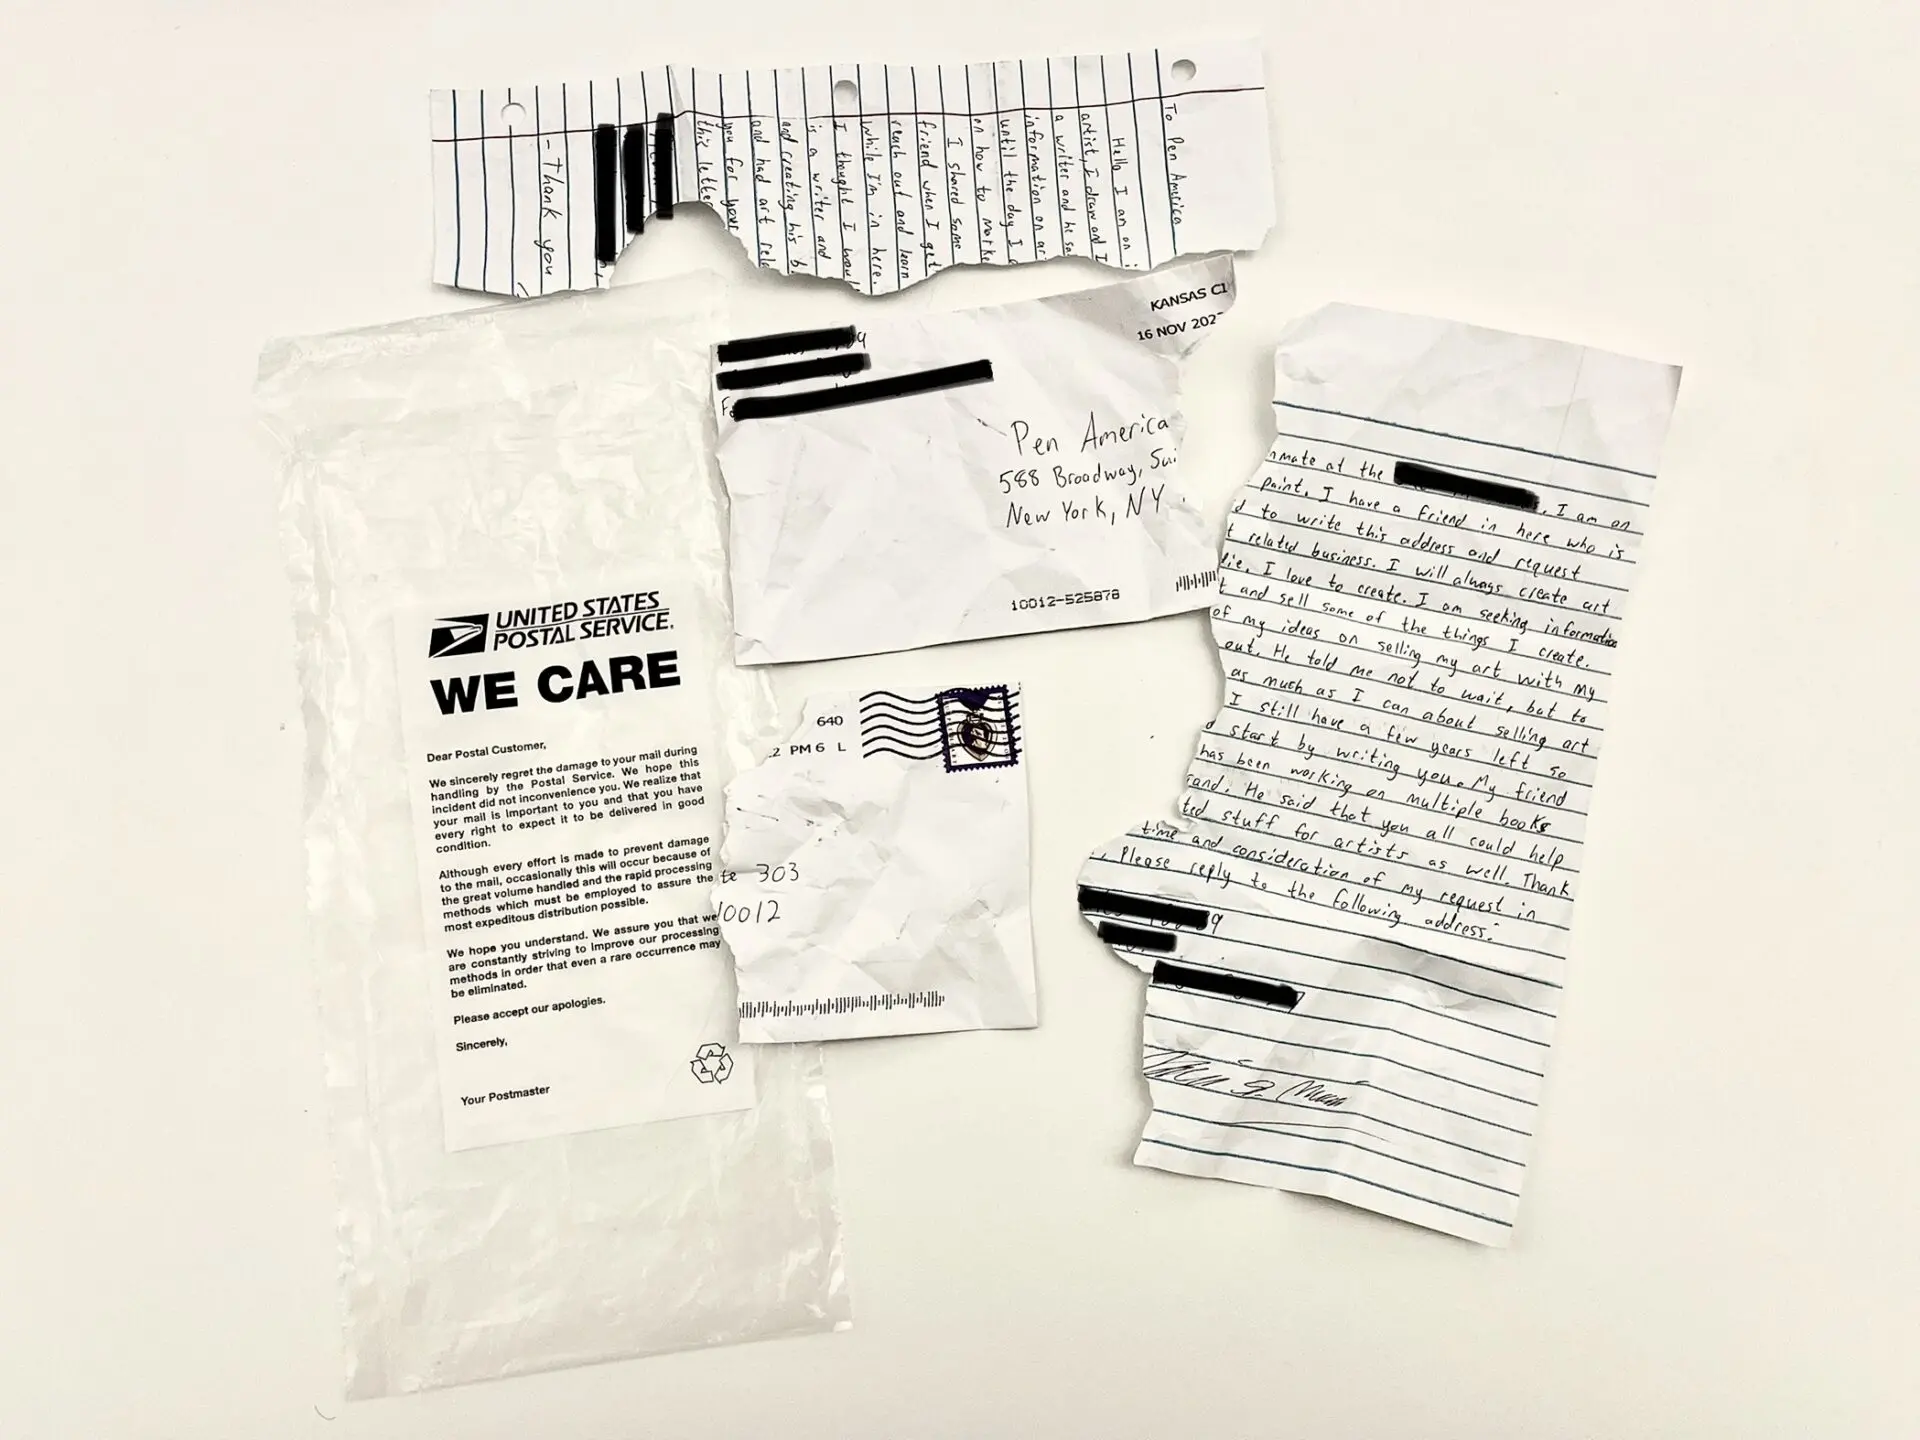 To Pen America
Hello I am an i
artist, I draw and I
a writer and he sa
information on ar
until the day I
on how to marke
I shared some
friend when I get
reach out and learn
while I'm in here.
I thought I woul
is a writer and
and creating his b
and had art rela
you for your
this letter
- Thank you
KANSAS CI
16 NOV 202
Pen America
588 Broadway, Sui
New York, NY
10012-525878
UNITED STATES
POSTAL SERVICE.
WE CARE
Dear Postal Customer,
We sincerely regret the damage to your mail during
handling by the Postal Service. We hope this
incident did not inconvenience you. We realize that
your mail is important to you and that you have
every right to expect it to be delivered in good
condition.
Although every effort is made to prevent damage
to the mail, occasionally this will occur because of
the great volume handled and the rapid processing
methods which must be employed to assure the
most expeditous distribution possible.
We hope you understand. We assure you that we
are constantly striving to improve our processing
methods in order that even a rare occurrence may
be eliminated.
Please accept our apologies.
Sincerely,
Your Postmaster
640
2 PM 6 L
te 303
10012
nmate at the . I am an
paint. I have a friend in here who is
d to write this address and request
t related business. I will always create art
die. I love to create. I am seeking information
t and sell some of the things I create.
of my ideas on selling my art with my
out. He told me not to wait, but to
as much as I can about selling art
I still have a few years left so
d start by writing you. My friend
has been working on multiple books
rand. He said that you all could help
ted stuff for artists as well. Thank
time and consideration of my request in
. Please reply to the following address:
9